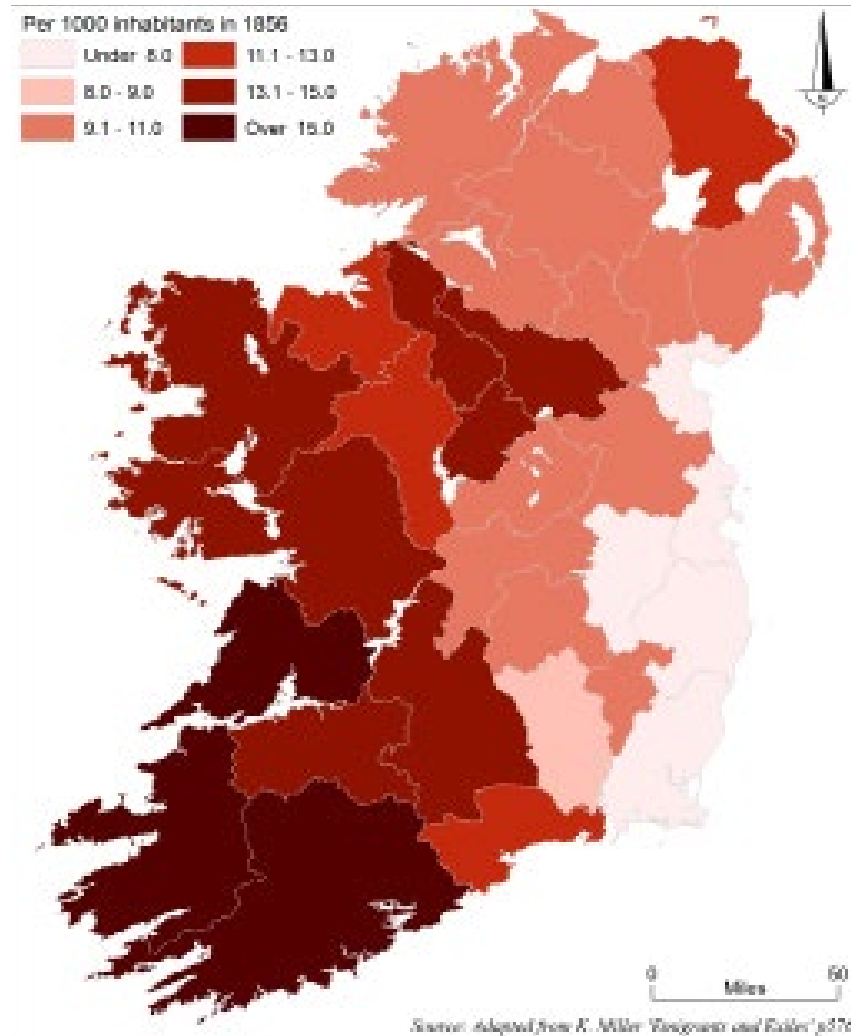 Per 1000 inhabitants in 1856
Under 8.0
8.0 - 9.0
9.1 - 11.0
11.1 - 13.0
13.1 - 15.0
Over 15.0
N
0 50
Miles
Source: Adapted from K. Miller 'Emigrants and Exiles'